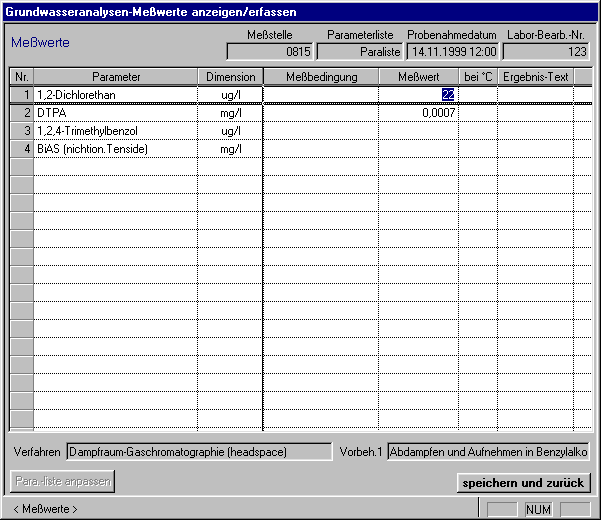 Grundwasseranalysen-Meßwerte anzeigen/erfassen
Meßwerte
Meßstelle Parameterliste Probenahmedatum Labor-Bearb.-Nr.
0815 Paraliste 14.11.1999 12:00 123
Nr. Parameter Dimension Meßbedingung Meßwert bei °C Ergebnis-Text
1 1,2-Dichlorethan ug/l 22
2 DTPA mg/l 0,0007
3 1,2,4-Trimethylbenzol ug/l
4 BiAS (nichtion.Tenside) mg/l
Verfahren Dampfraum-Gaschromatographie (headspace) Vorbeh.1 Abdampfen und Aufnehmen in Benzylalko
Para.-liste anpassen speichern und zurück
< Meßwerte > NUM